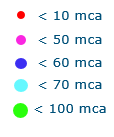 < 10 mca
< 50 mca
< 60 mca
< 70 mca
< 100 mca